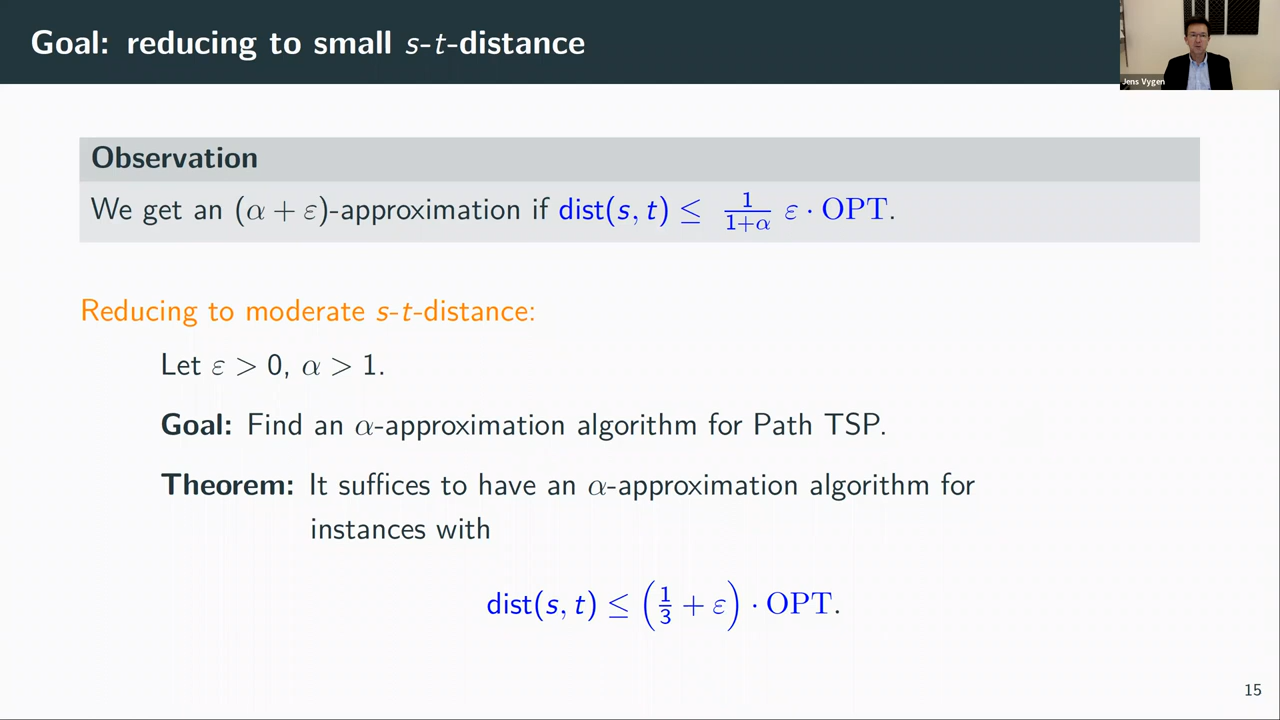 Goal: reducing to small s-t-distance
Jens Vygen
Observation
We get an (α + ε)-approximation if dist(s, t) ≤ 1/(1+α) ε · OPT.
Reducing to moderate s-t-distance:
Let ε > 0, α > 1.
Goal: Find an α-approximation algorithm for Path TSP.
Theorem: It suffices to have an α-approximation algorithm for
instances with
dist(s, t) ≤ (1/3 + ε) · OPT.
15